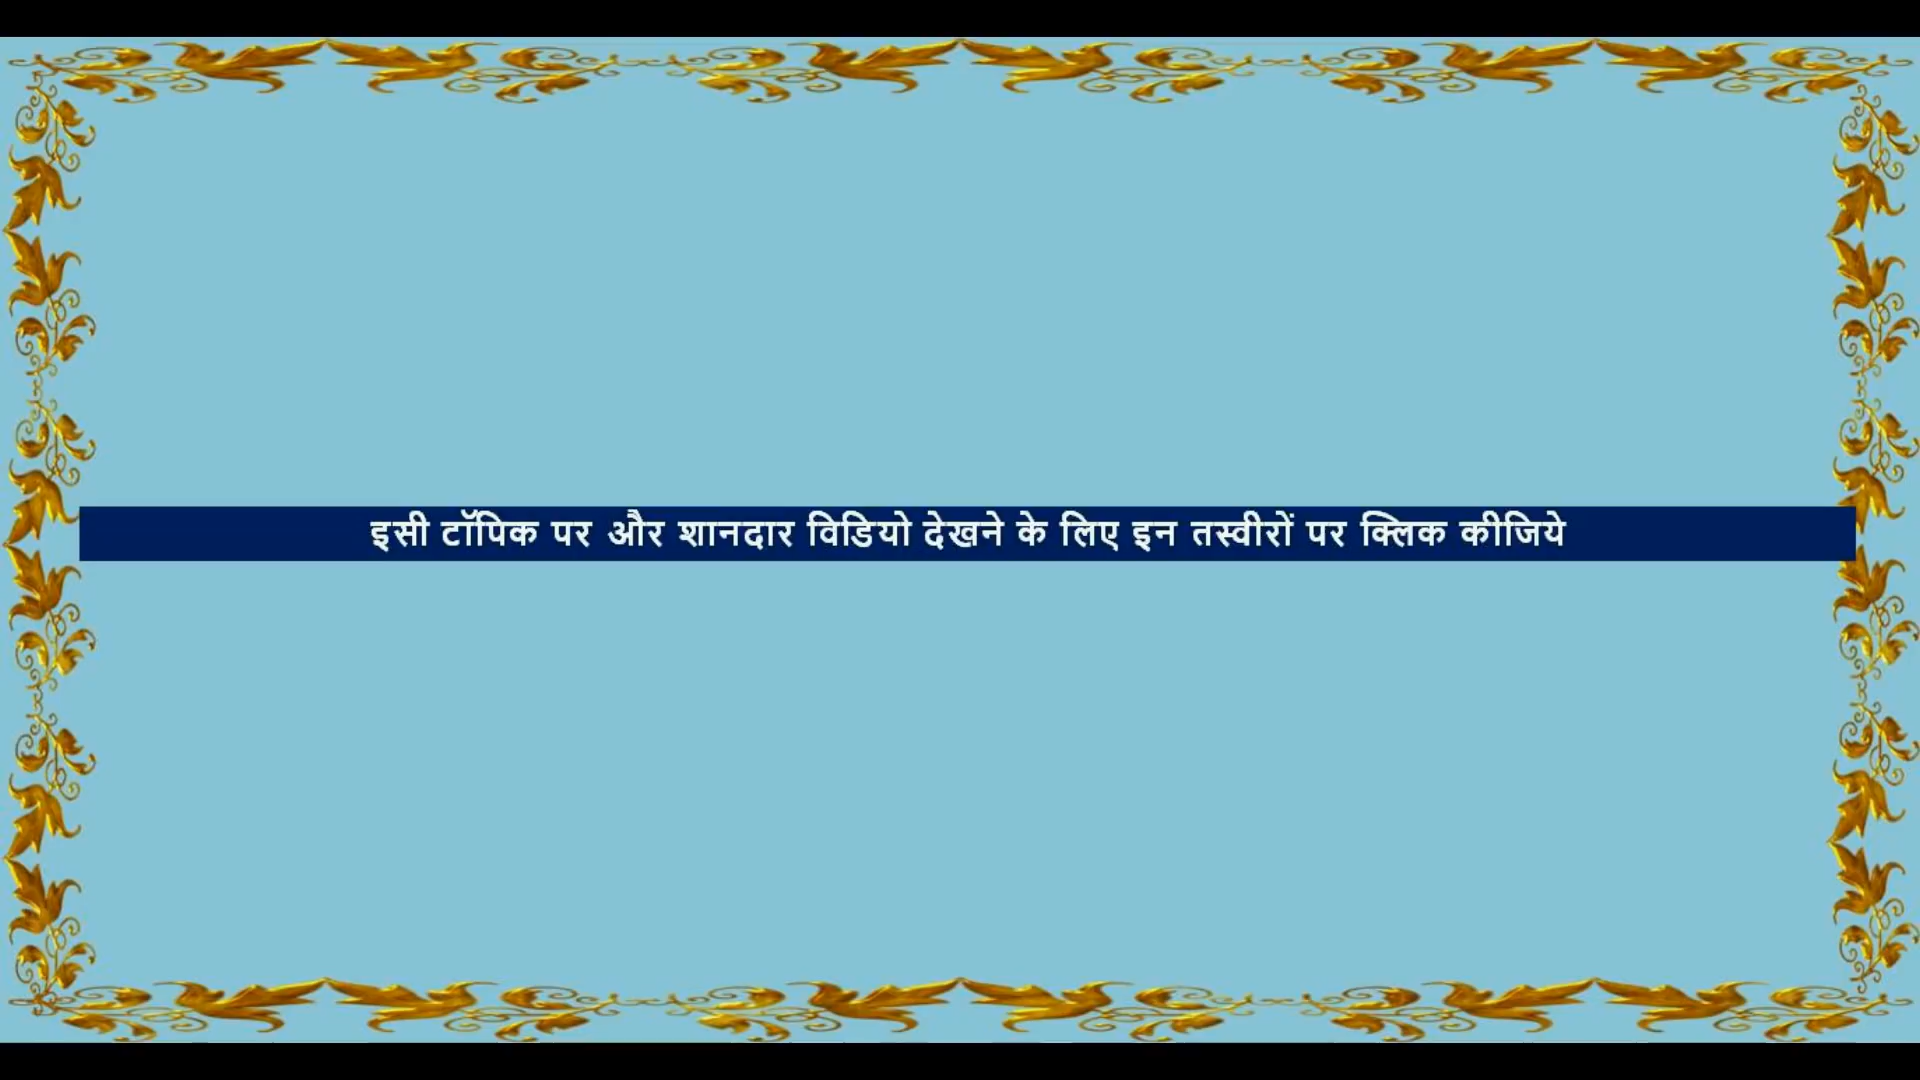 इसी टॉपिक पर और शानदार विडियो देखने के लिए इन तस्वीरों पर क्लिक कीजिये